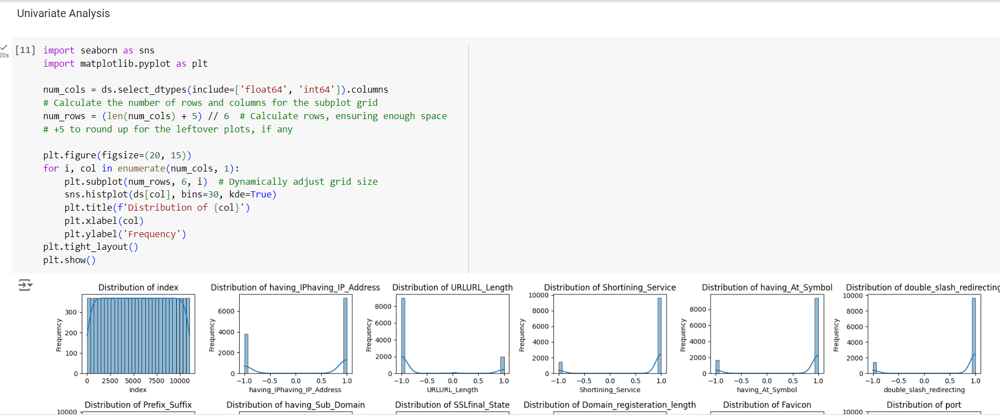 Univariate Analysis
20s
[11] import seaborn as sns
import matplotlib.pyplot as plt
num_cols = ds.select_dtypes(include=['float64', 'int64']).columns
# Calculate the number of rows and columns for the subplot grid
num_rows = (len(num_cols) + 5) // 6  # Calculate rows, ensuring enough space
# +5 to round up for the leftover plots, if any
plt.figure(figsize=(20, 15))
for i, col in enumerate(num_cols, 1):
    plt.subplot(num_rows, 6, i)  # Dynamically adjust grid size
    sns.histplot(ds[col], bins=30, kde=True)
    plt.title(f'Distribution of {col}')
    plt.xlabel(col)
    plt.ylabel('Frequency')
plt.tight_layout()
plt.show()
Distribution of index
300
200
100
0
Frequency
0 2500 5000 7500 10000
index
Distribution of having_IPhaving_IP_Address
6000
4000
2000
0
Frequency
−1.0 −0.5 0.0 0.5 1.0
having_IPhaving_IP_Address
Distribution of URLURL_Length
8000
6000
4000
2000
0
Frequency
−1.0 −0.5 0.0 0.5 1.0
URLURL_Length
Distribution of Shortining_Service
10000
8000
6000
4000
2000
0
Frequency
−1.0 −0.5 0.0 0.5 1.0
Shortining_Service
Distribution of having_At_Symbol
8000
6000
4000
2000
0
Frequency
−1.0 −0.5 0.0 0.5 1.0
having_At_Symbol
Distribution of double_slash_redirecting
10000
8000
6000
4000
2000
0
Frequency
−1.0 −0.5 0.0 0.5 1.0
double_slash_redirecting
Distribution of Prefix_Suffix
10000
Distribution of having_Sub_Domain
Distribution of SSLfinal_State
Distribution of Domain_registeration_length
Distribution of Favicon
Distribution of port
10000